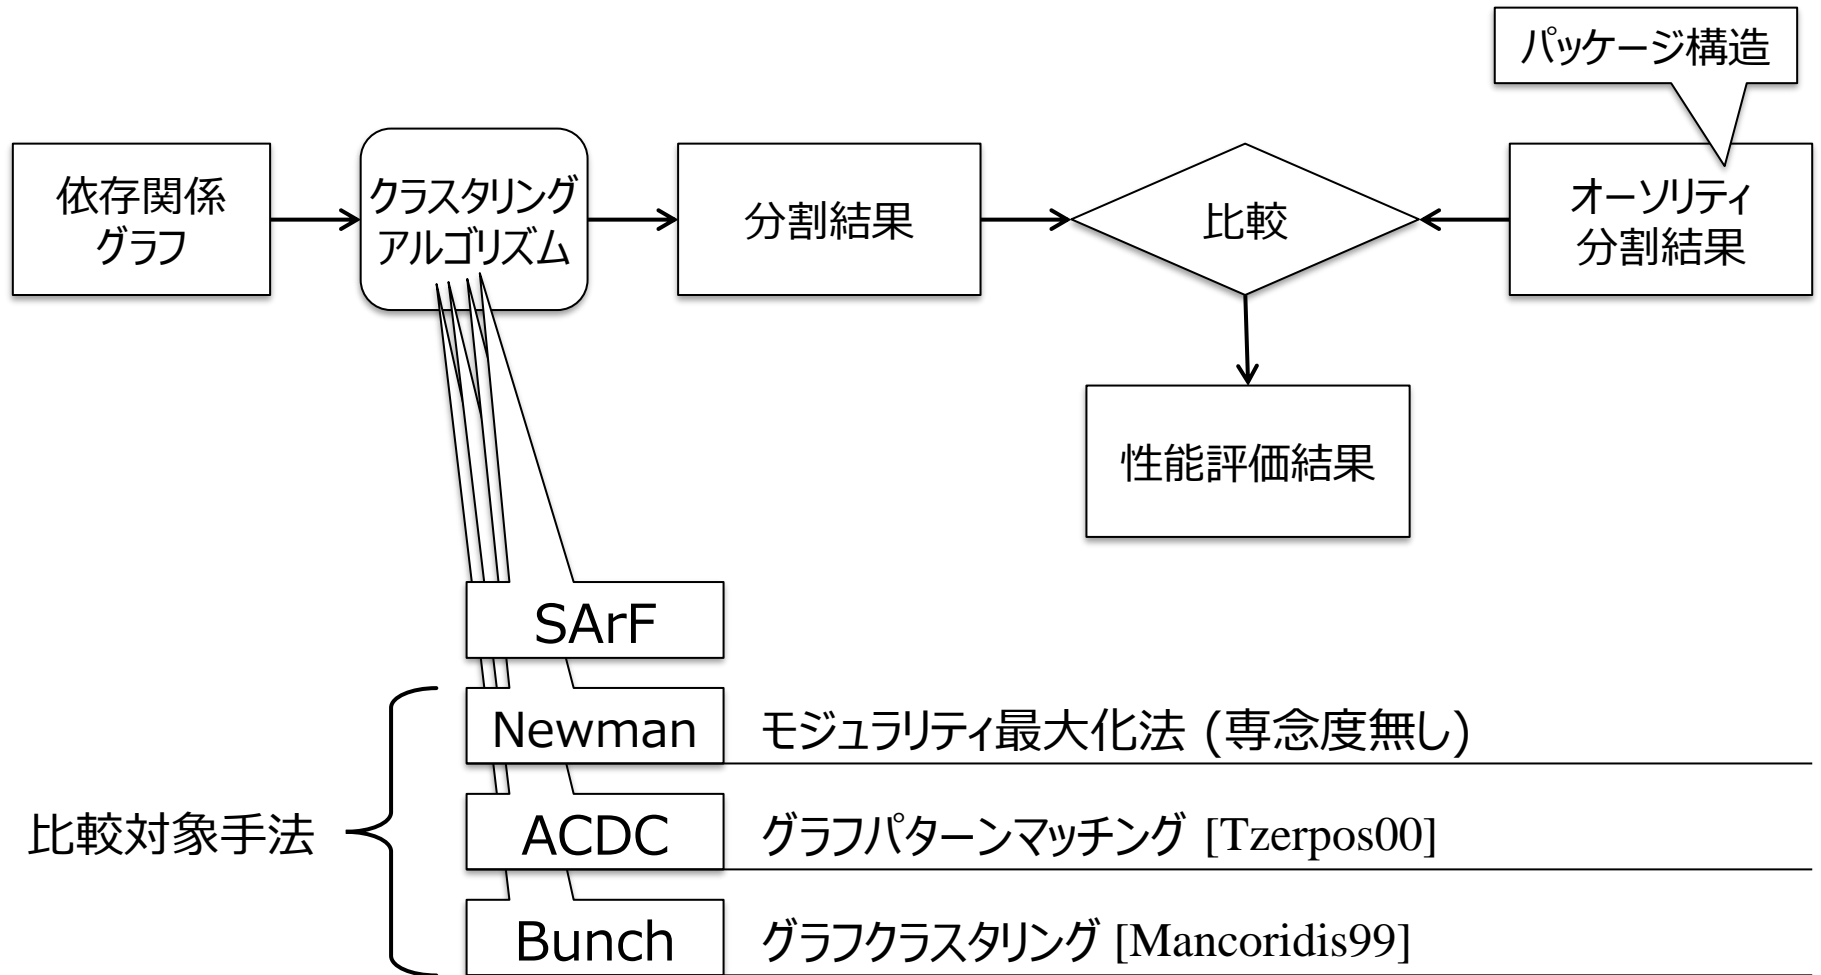 パッケージ構造
依存関係
グラフ
クラスタリング
アルゴリズム
分割結果
比較
オーソリティ
分割結果
性能評価結果
SArF
比較対象手法
Newman モジュラリティ最大化法 (専念度無し)
ACDC グラフパターンマッチング [Tzerpos00]
Bunch グラフクラスタリング [Mancoridis99]